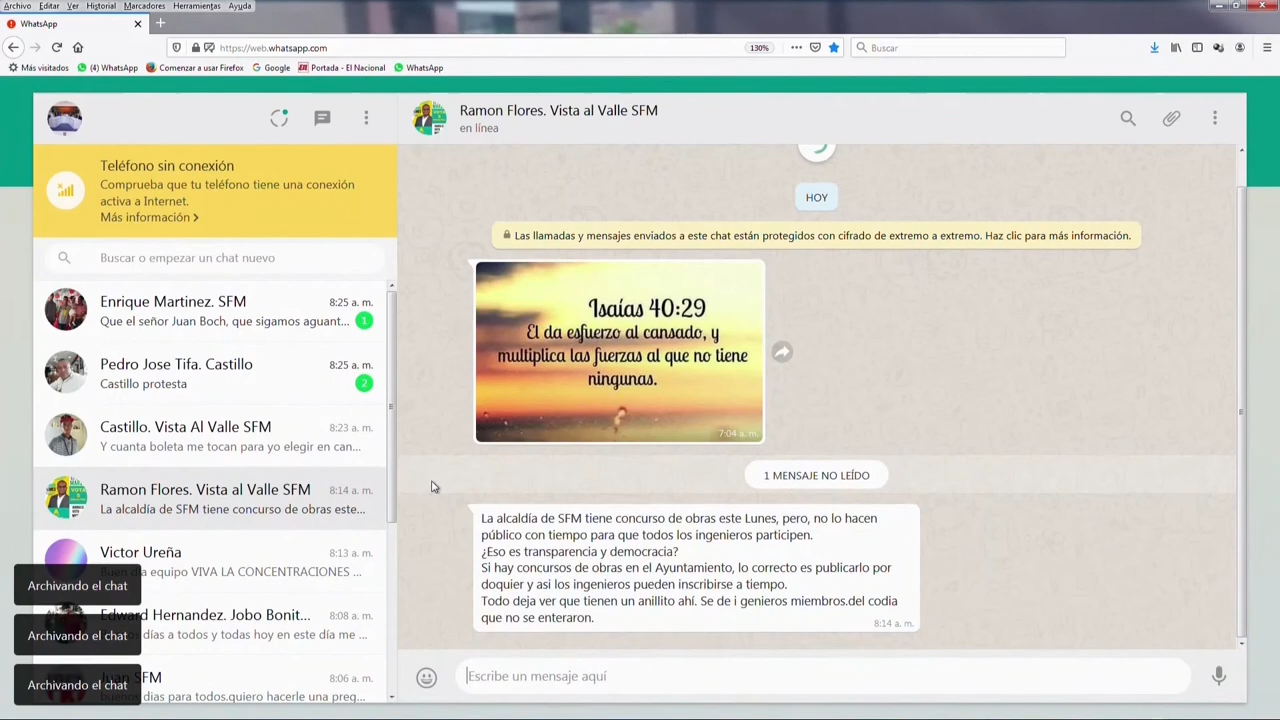 Archivo Editar Ver Historial Marcadores Herramientas Ayuda
WhatsApp
https://web.whatsapp.com
130%
Buscar
Más visitados
(4) WhatsApp
Comenzar a usar Firefox
Google
Portada - El Nacional
WhatsApp
Teléfono sin conexión
Comprueba que tu teléfono tiene una conexión
activa a Internet.
Más información
Buscar o empezar un chat nuevo
Enrique Martinez. SFM 8:25 a. m.
Que el señor Juan Boch, que sigamos aguant... 1
Pedro Jose Tifa. Castillo 8:25 a. m.
Castillo protesta 2
Castillo. Vista Al Valle SFM 8:23 a. m.
Y cuanta boleta me tocan para yo elegir en can...
Ramon Flores. Vista al Valle SFM 8:14 a. m.
La alcaldía de SFM tiene concurso de obras este...
Victor Ureña 8:13 a. m.
día equipo VIVA LA CONCENTRACIONES ...
Archivando el chat
Edward Hernandez. Jobo Bonit... 8:08 a. m.
días a todos y todas hoy en este día me ...
Archivando el chat
Juan SFM 8:06 a. m.
Archivando el chat
buenos dias para todos.quiero hacerle una preg...
Ramon Flores. Vista al Valle SFM
en línea
HOY
Las llamadas y mensajes enviados a este chat están protegidos con cifrado de extremo a extremo. Haz clic para más información.
Isaías 40:29
El da esfuerzo al cansado, y
multiplica las fuerzas al que no tiene
ningunas.
7:04 a. m.
1 MENSAJE NO LEÍDO
La alcaldía de SFM tiene concurso de obras este Lunes, pero, no lo hacen
público con tiempo para que todos los ingenieros participen.
¿Eso es transparencia y democracia?
Si hay concursos de obras en el Ayuntamiento, lo correcto es publicarlo por
doquier y asi los ingenieros pueden inscribirse a tiempo.
Todo deja ver que tienen un anillito ahí. Se de i genieros miembros.del codia
que no se enteraron.
8:14 a. m.
Escribe un mensaje aquí